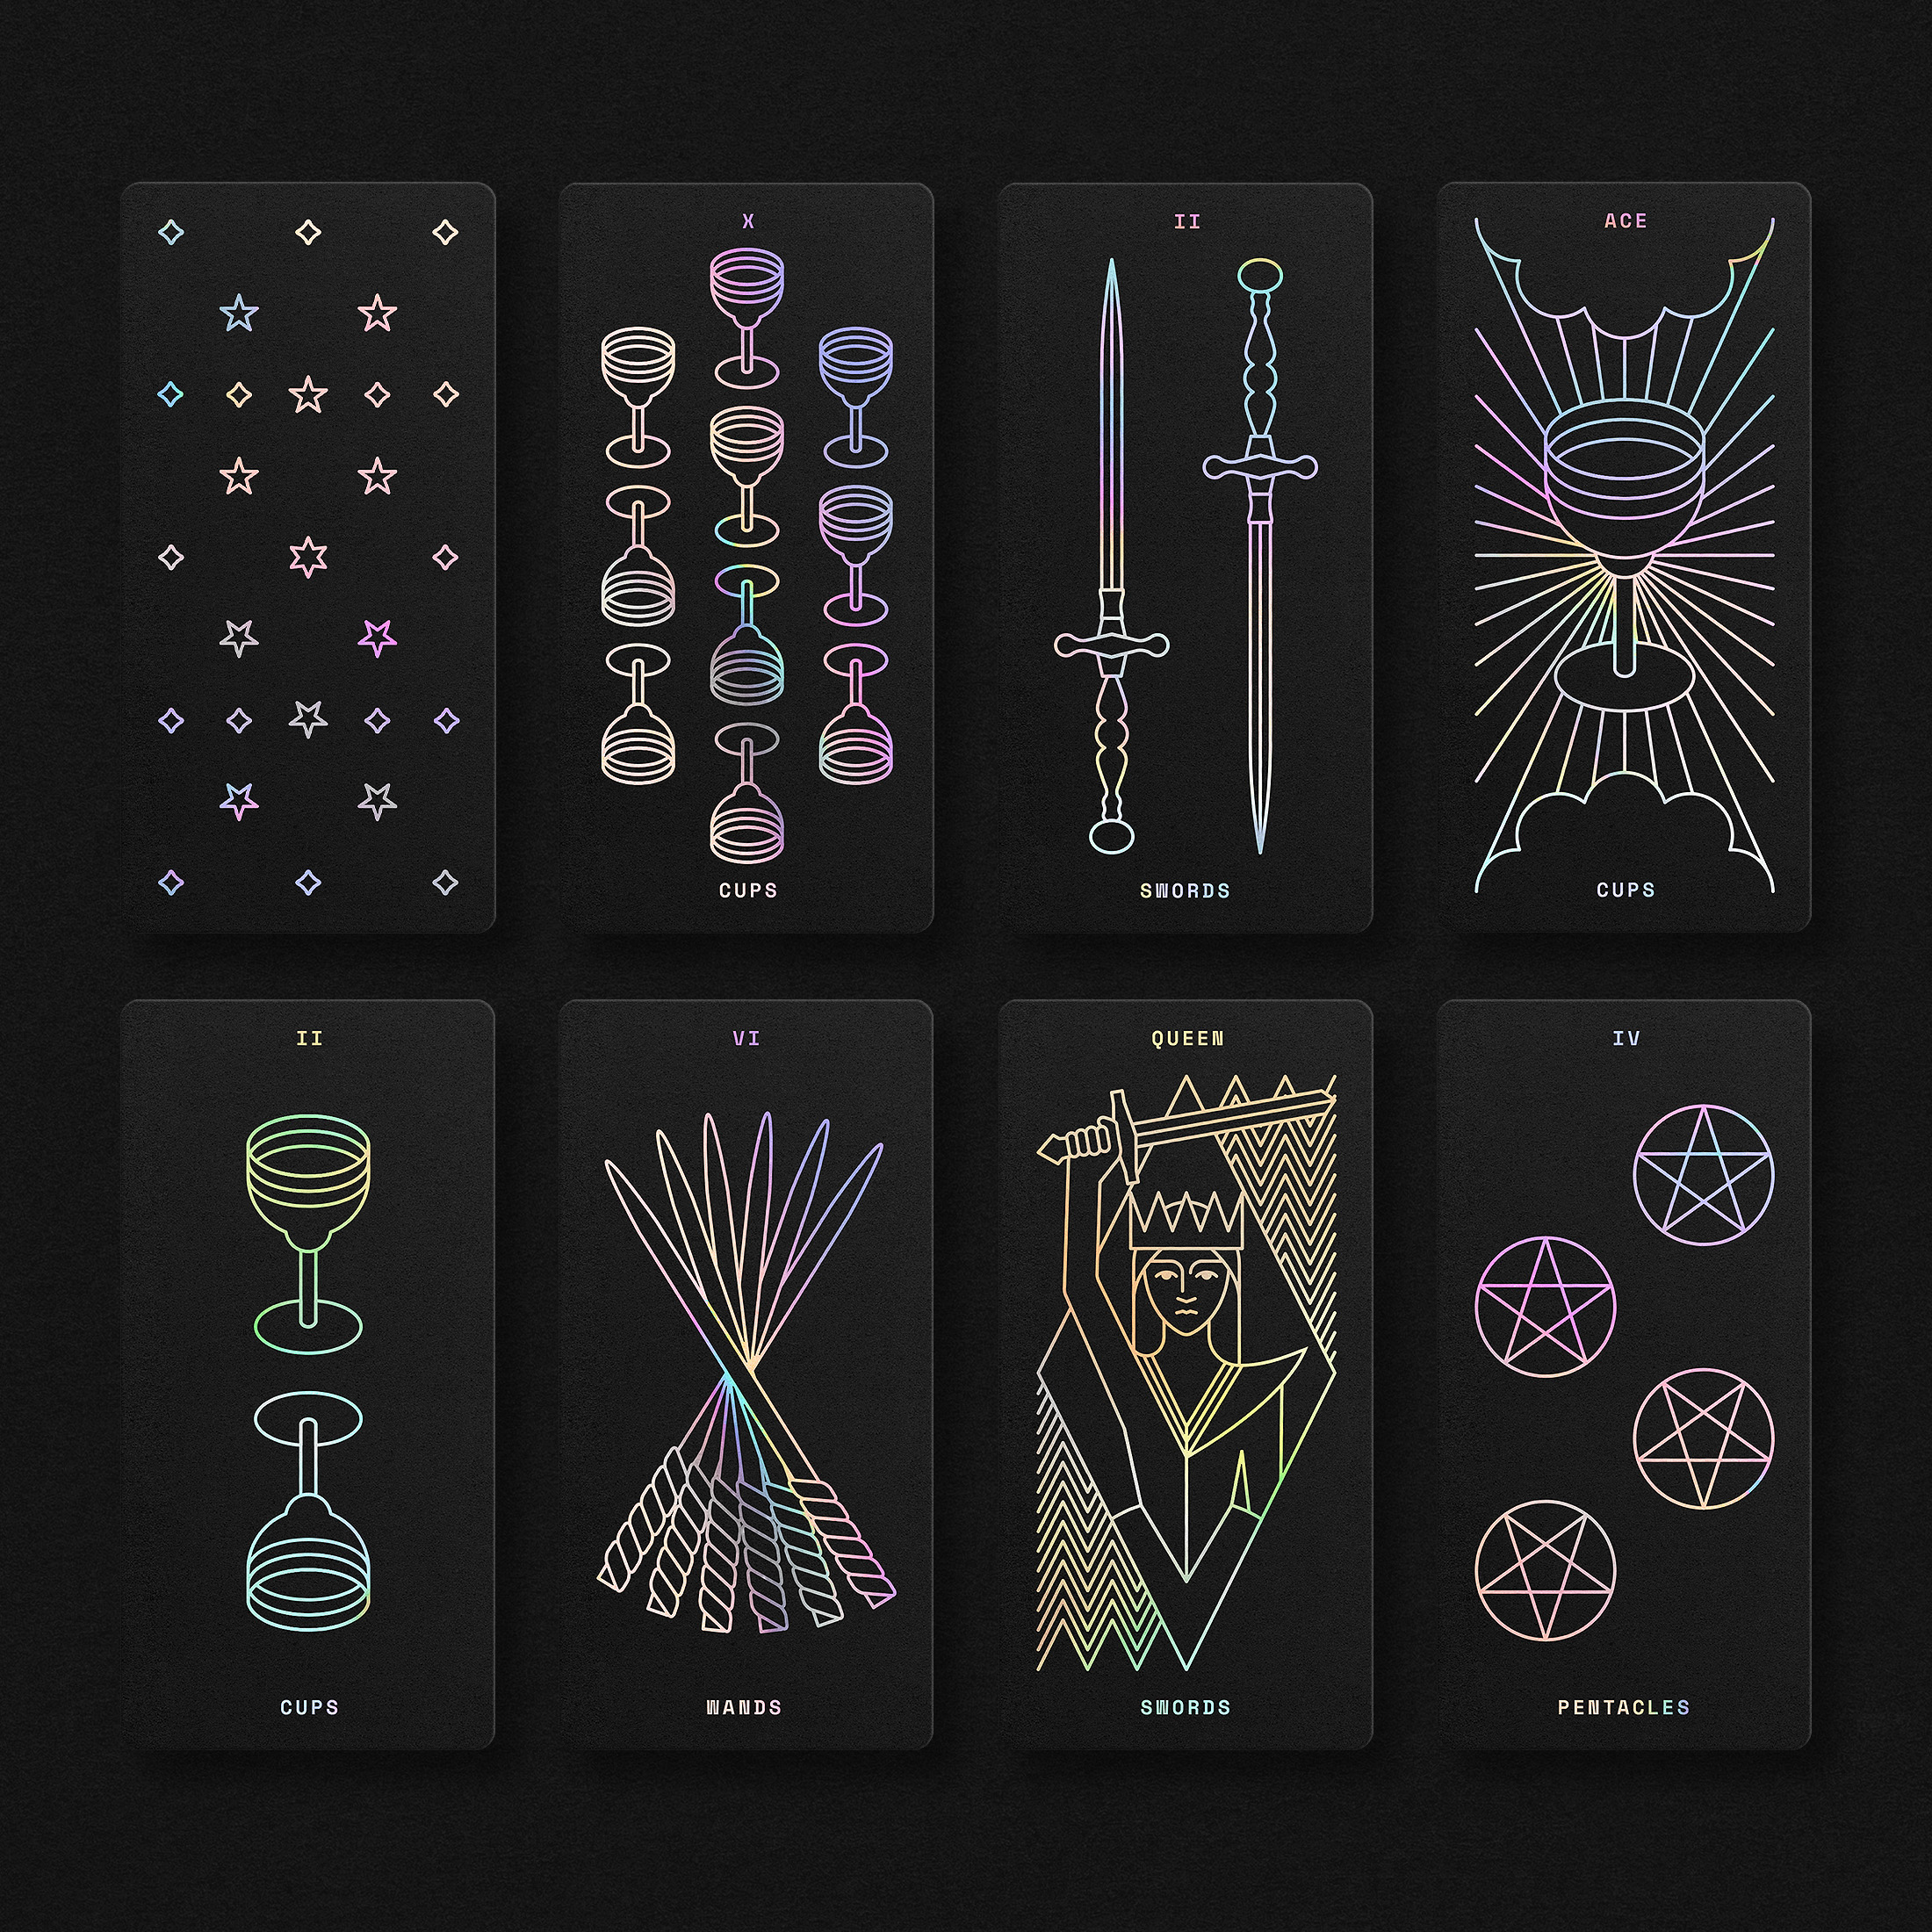 X
CUPS
II
SWORDS
ACE
CUPS
II
CUPS
VI
WANDS
QUEEN
SWORDS
IV
PENTACLES